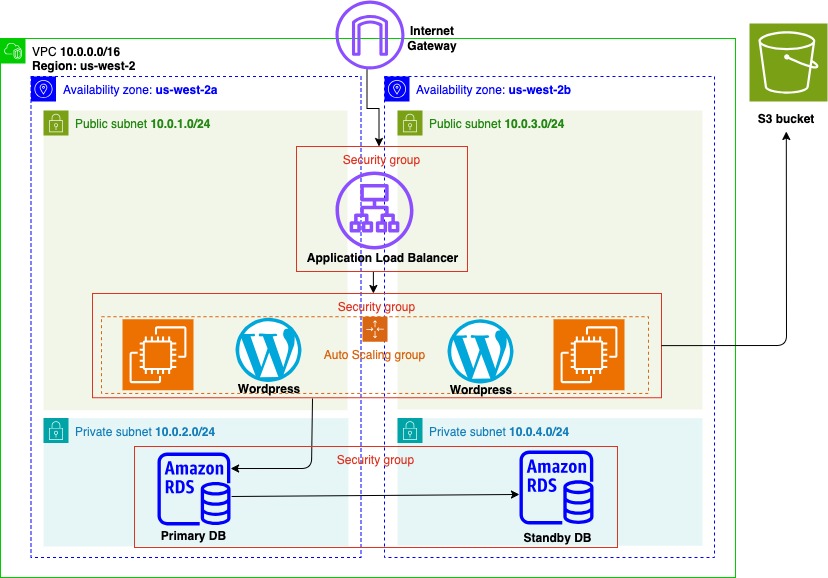 Internet
Gateway
VPC 10.0.0.0/16
Region: us-west-2
Availability zone: us-west-2a
Availability zone: us-west-2b
S3 bucket
Public subnet 10.0.1.0/24
Public subnet 10.0.3.0/24
Security group
Application Load Balancer
Security group
Auto Scaling group
Wordpress
Wordpress
Private subnet 10.0.2.0/24
Private subnet 10.0.4.0/24
Security group
Amazon
RDS
Primary DB
Amazon
RDS
Standby DB